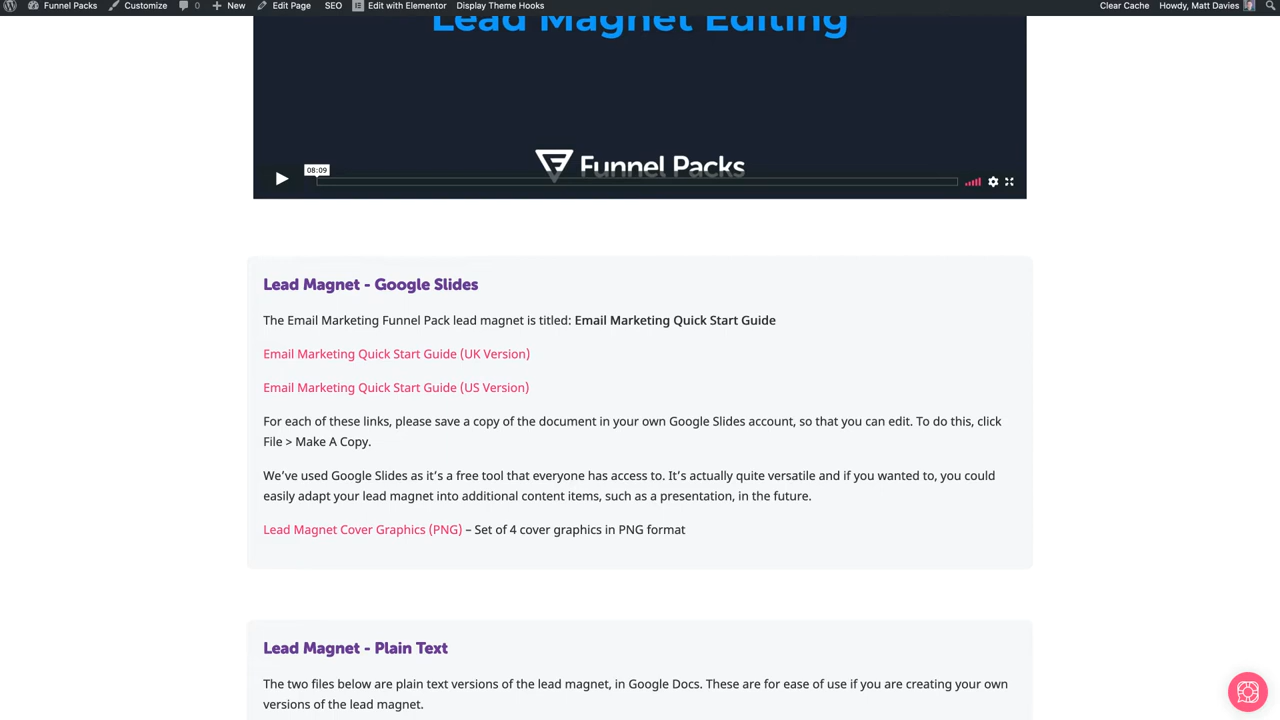 Funnel Packs
Customize
0
New
Edit Page
SEO
Edit with Elementor
Display Theme Hooks
Clear Cache
Howdy, Matt Davies
Lead Magnet Editing
Funnel Packs
08:09
Lead Magnet - Google Slides
The Email Marketing Funnel Pack lead magnet is titled: Email Marketing Quick Start Guide
Email Marketing Quick Start Guide (UK Version)
Email Marketing Quick Start Guide (US Version)
For each of these links, please save a copy of the document in your own Google Slides account, so that you can edit. To do this, click
File > Make A Copy.
We’ve used Google Slides as it’s a free tool that everyone has access to. It’s actually quite versatile and if you wanted to, you could
easily adapt your lead magnet into additional content items, such as a presentation, in the future.
Lead Magnet Cover Graphics (PNG) – Set of 4 cover graphics in PNG format
Lead Magnet - Plain Text
The two files below are plain text versions of the lead magnet, in Google Docs. These are for ease of use if you are creating your own
versions of the lead magnet.